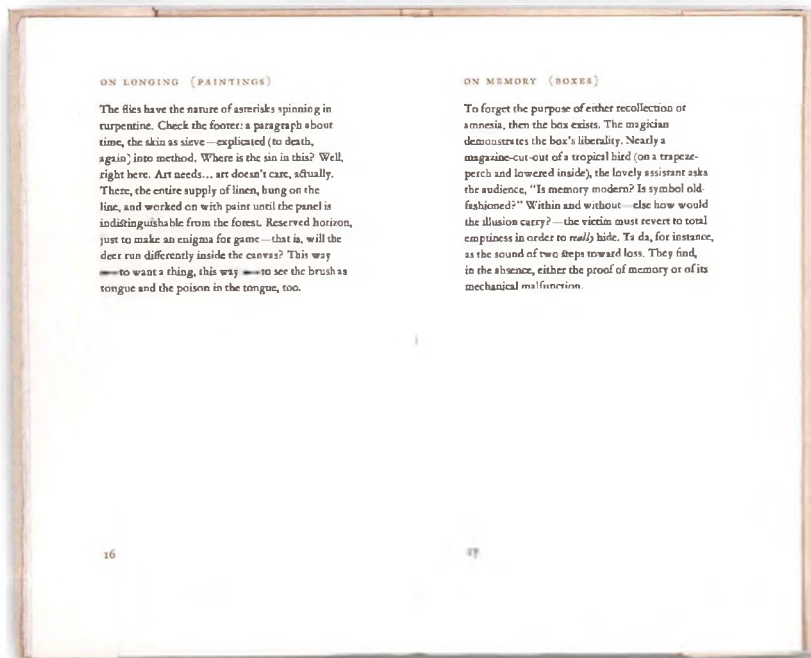 ON LONGING (PAINTINGS)
The flies have the nature of asterisks spinning in
turpentine. Check the footer: a paragraph about
time, the skin as sieve—explicated (to death,
again) into method. Where is the sin in this? Well,
right here. Art needs... art doesn't care, actually.
There, the entire supply of linen, hung on the
line, and worked on with paint until the panel is
indistinguishable from the forest. Reserved horizon,
just to make an enigma for game—that is, will the
deer run differently inside the canvas? This way
—to want a thing, this way —to see the brush as
tongue and the poison in the tongue, too.
16
ON MEMORY (BOXES)
To forget the purpose of either recollection or
amnesia, then the box exists. The magician
demonstrates the box's liberality. Nearly a
magazine-cut-out of a tropical bird (on a trapeze-
perch and lowered inside), the lovely assistant asks
the audience, "Is memory modern? Is symbol old-
fashioned?" Within and without—else how would
the illusion carry?—the victim must revert to total
emptiness in order to really hide. Ta da, for instance,
as the sound of two steps toward loss. They find,
in the absence, either the proof of memory or of its
mechanical malfunction.
17